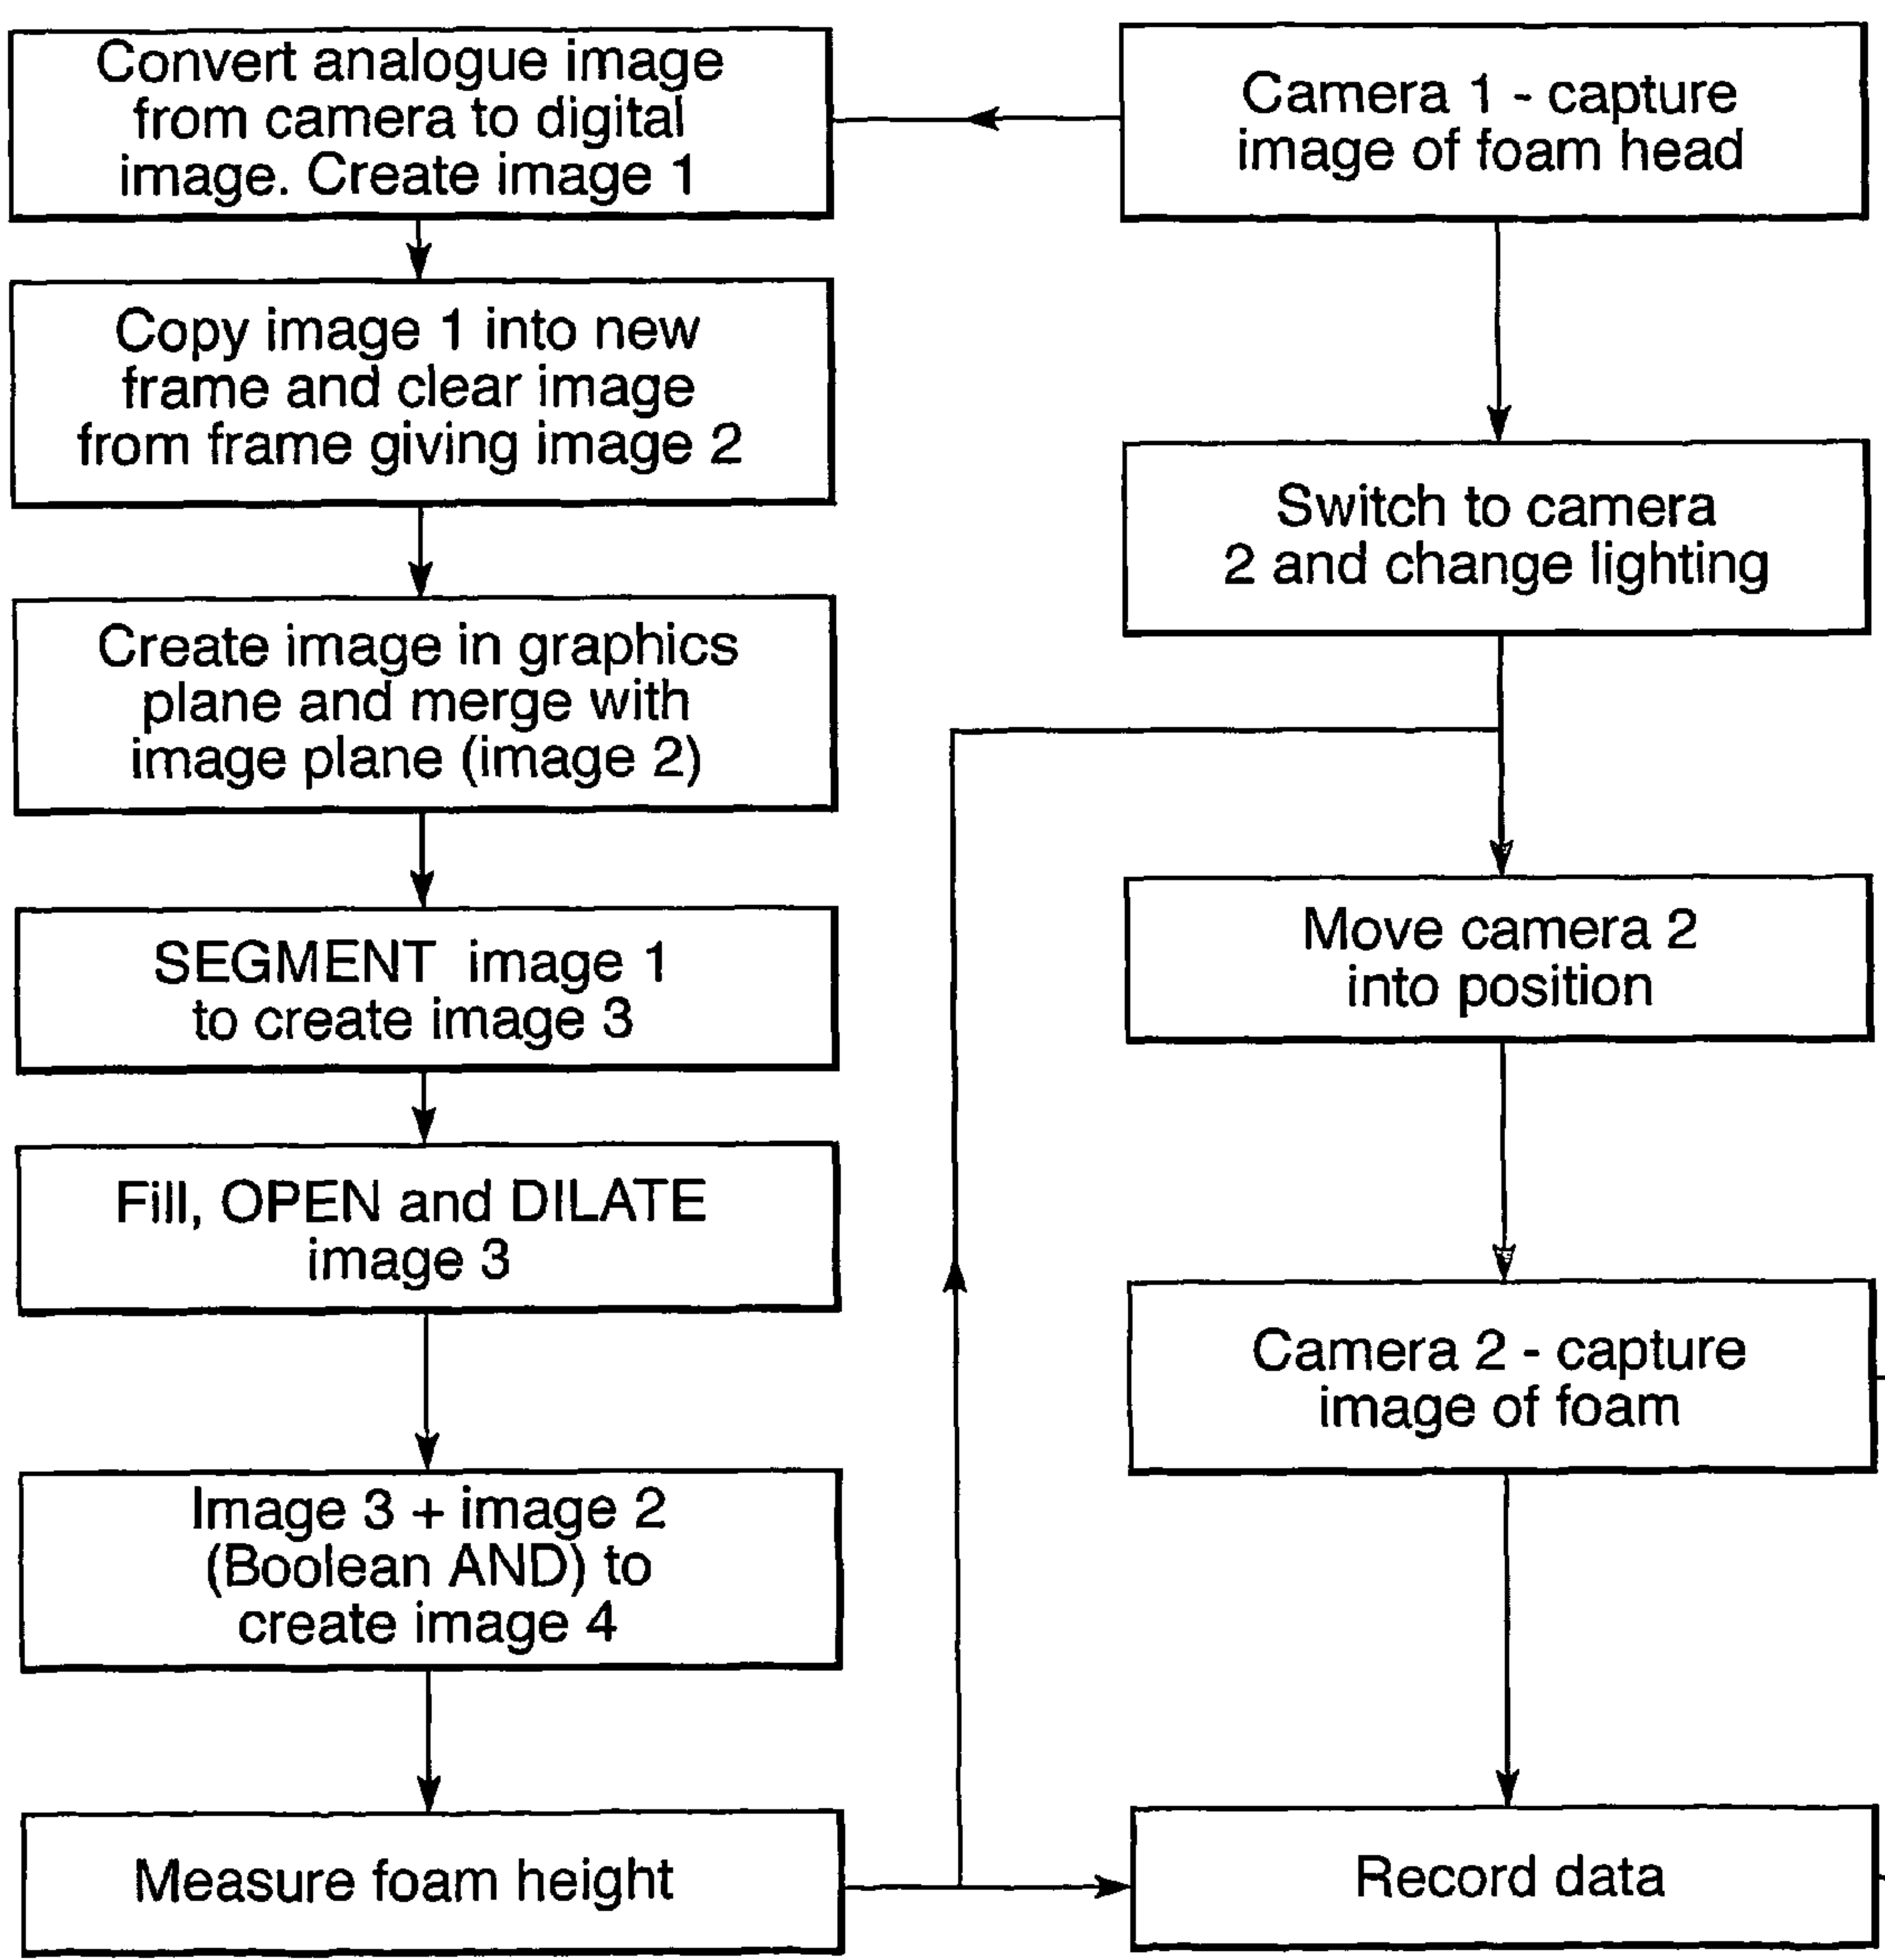 Convert analogue image
from camera to digital
image. Create image 1
Copy image 1 into new
frame and clear image
from frame giving image 2
Create image in graphics
plane and merge with
image plane (image 2)
SEGMENT image 1
to create image 3
Fill, OPEN and DILATE
image 3
Image 3 + image 2
(Boolean AND) to
create image 4
Measure foam height
Camera 1 - capture
image of foam head
Switch to camera
2 and change lighting
Move camera 2
into position
Camera 2 - capture
image of foam
Record data